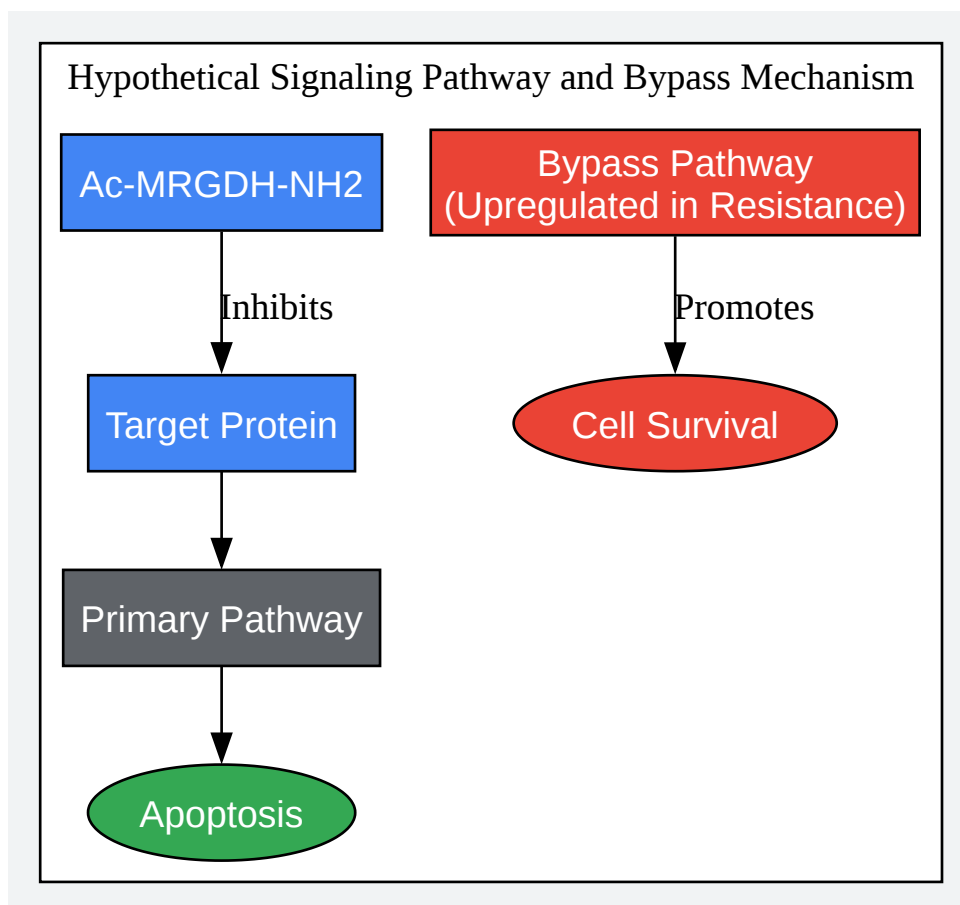 Hypothetical Signaling Pathway and Bypass Mechanism
Ac-MRGDH-NH2
Inhibits
Target Protein
Primary Pathway
Apoptosis
Bypass Pathway
(Upregulated in Resistance)
Promotes
Cell Survival